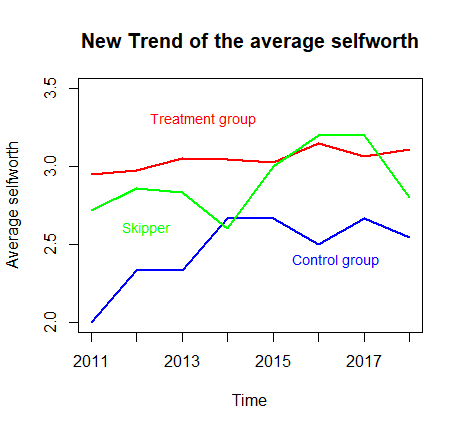 New Trend of the average selfworth
3.5
3.0
2.5
2.0
Average selfworth
Treatment group
Skipper
Control group
2011 2013 2015 2017
Time